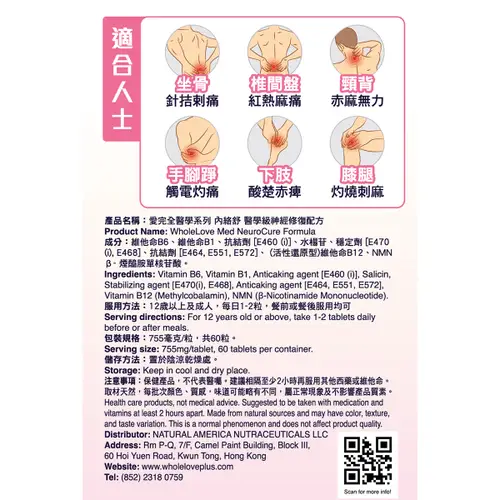 適合人士
坐骨
針拮刺痛
椎間盤
紅熱麻痛
頸背
赤麻無力
手腳踭
觸電灼痛
下肢
酸楚赤痺
膝腿
灼燒刺麻
產品名稱：愛完全醫學系列 內絡舒 醫學級神經修復配方
Product Name: WholeLove Med NeuroCure Formula
成分：維他命B6、維他命B1、抗結劑 [E460 (i)]、水楊苷、穩定劑 [E470
(i), E468]、抗結劑 [E464, E551, E572]、（活性還原型)維驗命B12、NMN
β - 煙醯胺單核苷酸。
Ingredients: Vitamin B6, Vitamin B1, Anticaking agent [E460 (i)], Salicin,
Stabilizing agent [E470(i), E468], Anticaking agent [E464, E551, E572],
Vitamin B12 (Methylcobalamin), NMN (β-Nicotinamide Mononucleotide).
服用方法：12歲以上及成人，每日1-2粒，餐前或餐後服用均可
Serving directions: For 12 years old or above, take 1-2 tablets daily
before or after meals.
包裝規格：755毫克/粒，共60粒。
Serving size: 755mg/tablet, 60 tablets per container.
儲存方法：置於陰涼乾燥處。
Storage: Keep in cool and dry place.
注意事項：保健產品，不代表醫囑。建議相隔至少2小時再服用其他西藥或維他命。
取材天然，每批次顏色、質感，味道可能略有不同，屬正常現象及不影響產品質素。
Health care products, not medical advice. Suggested to be taken with medication and
vitamins at least 2 hours apart. Made from natural sources and may have color, texture,
and taste variation. This is a normal phenomenon and does not affect product quality.
Distributor: NATURAL AMERICA NUTRACEUTICALS LLC
Address: Rm P-Q, 7/F, Camel Paint Building, Block III,
60 Hoi Yuen Road, Kwun Tong, Hong Kong
Website: www.wholeloveplus.com
Tel: (852) 2318 0759
Scan for more info!